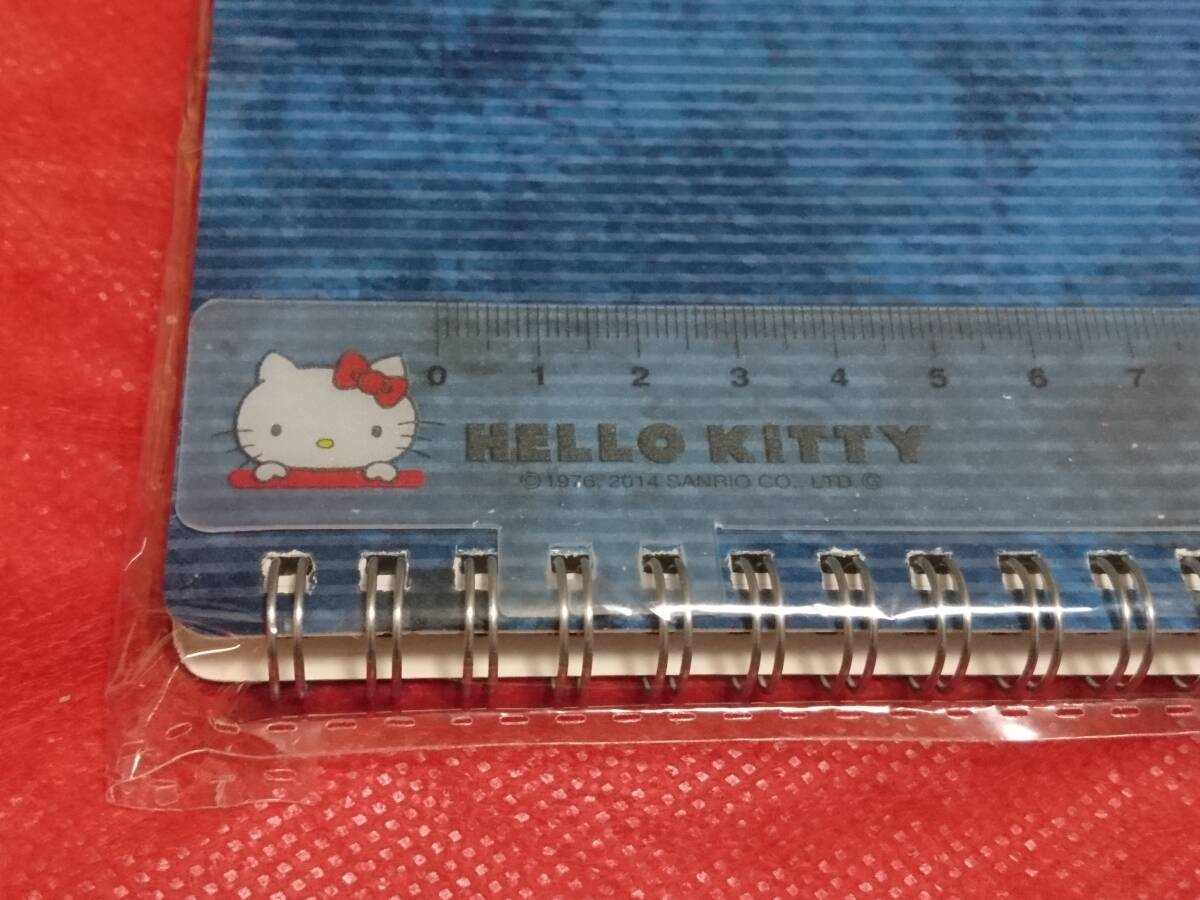 0 1 2 3 4 5 6 7
HELLO KITTY
©1976, 2014 SANRIO CO., LTD. Ⓖ